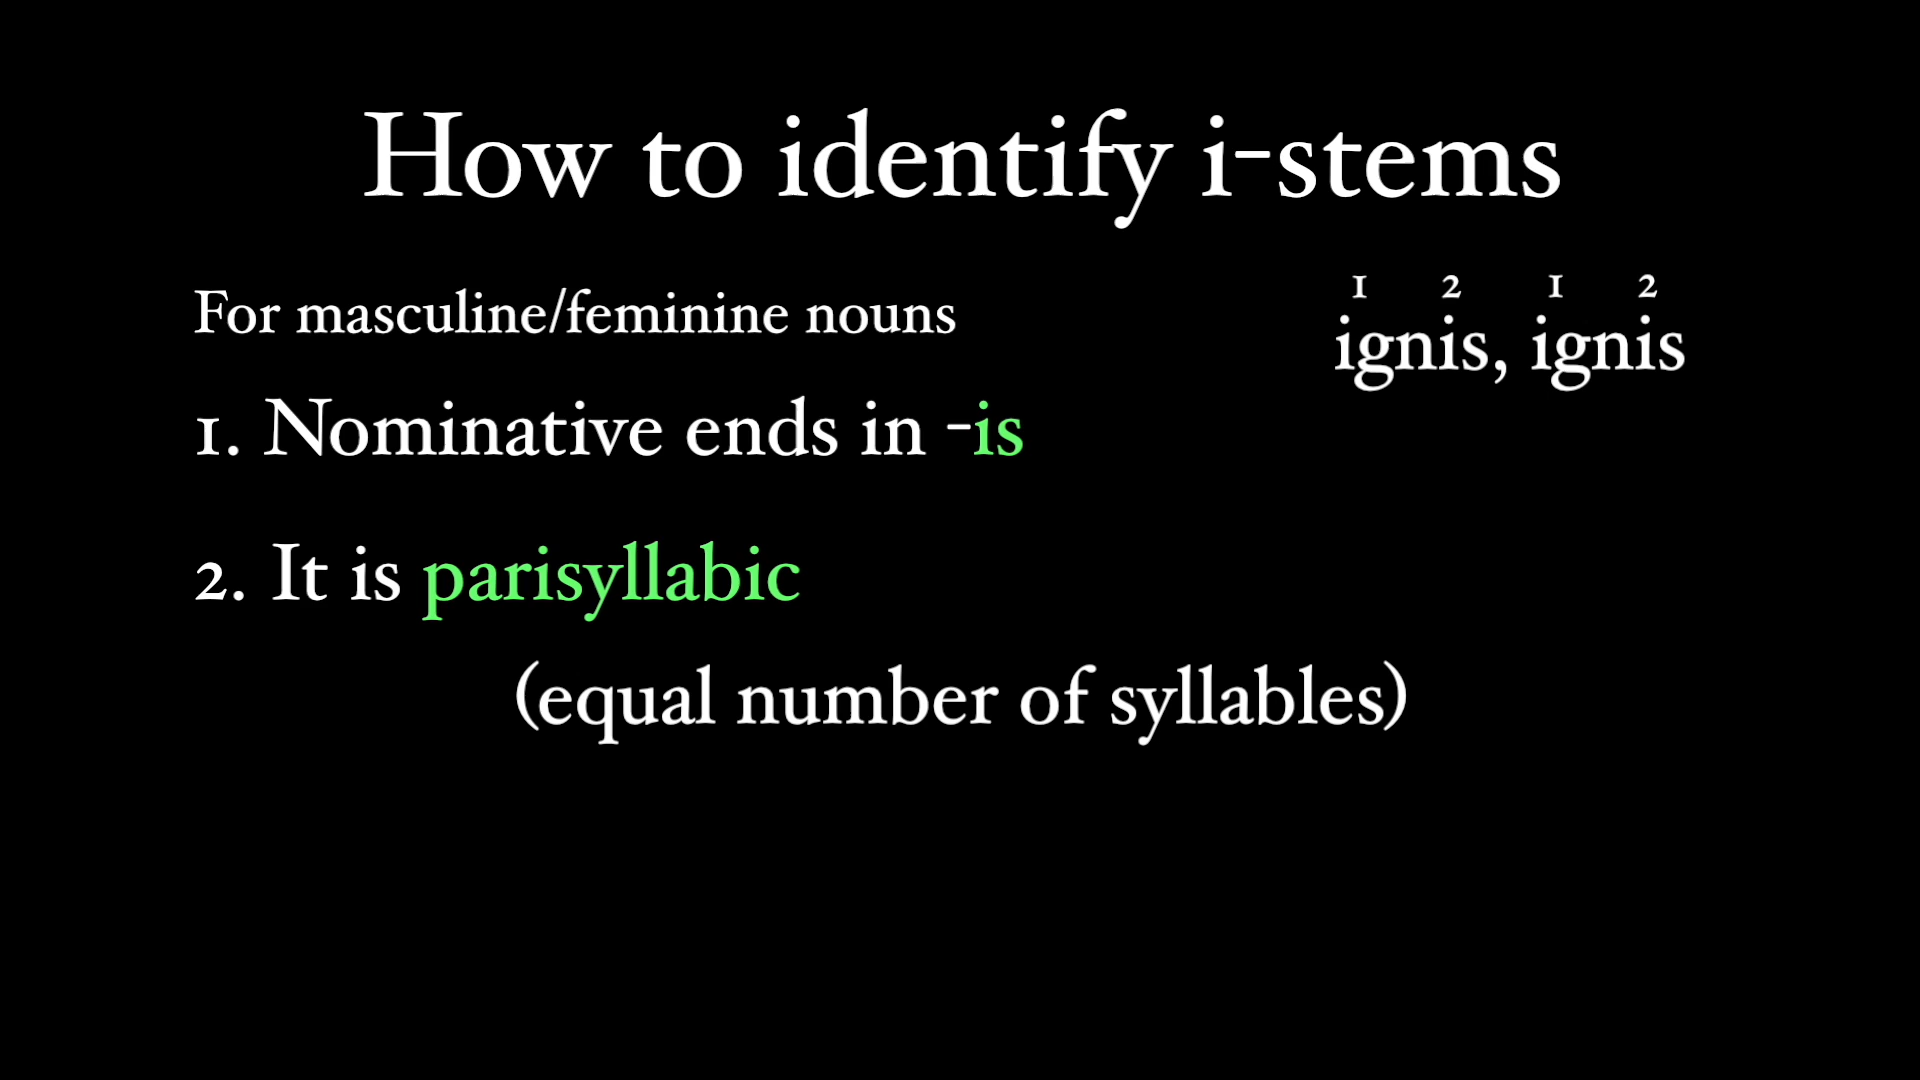 How to identify i-stems
For masculine/feminine nouns
1 2 1 2
ignis, ignis
1. Nominative ends in -is
2. It is parisyllabic
(equal number of syllables)